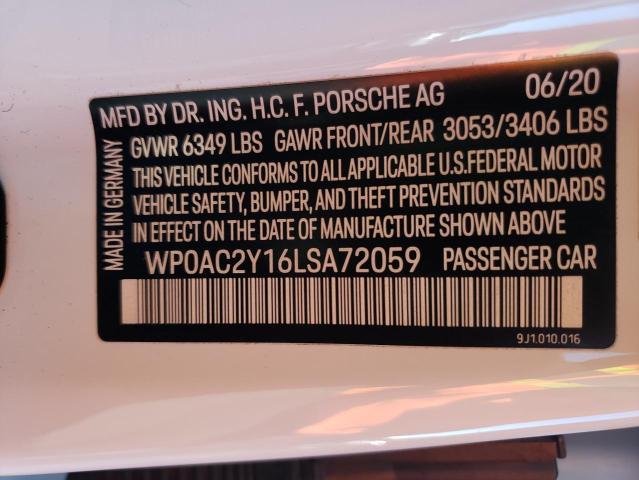 MFD BY DR. ING. H.C. F. PORSCHE AG 06/20
GVWR 6349 LBS GAWR FRONT/REAR 3053/3406 LBS
THIS VEHICLE CONFORMS TO ALL APPLICABLE U.S.FEDERAL MOTOR
VEHICLE SAFETY, BUMPER, AND THEFT PREVENTION STANDARDS
IN EFFECT ON THE DATE OF MANUFACTURE SHOWN ABOVE
WP0AC2Y16LSA72059 PASSENGER CAR
9J1.010.016
MADE IN GERMANY